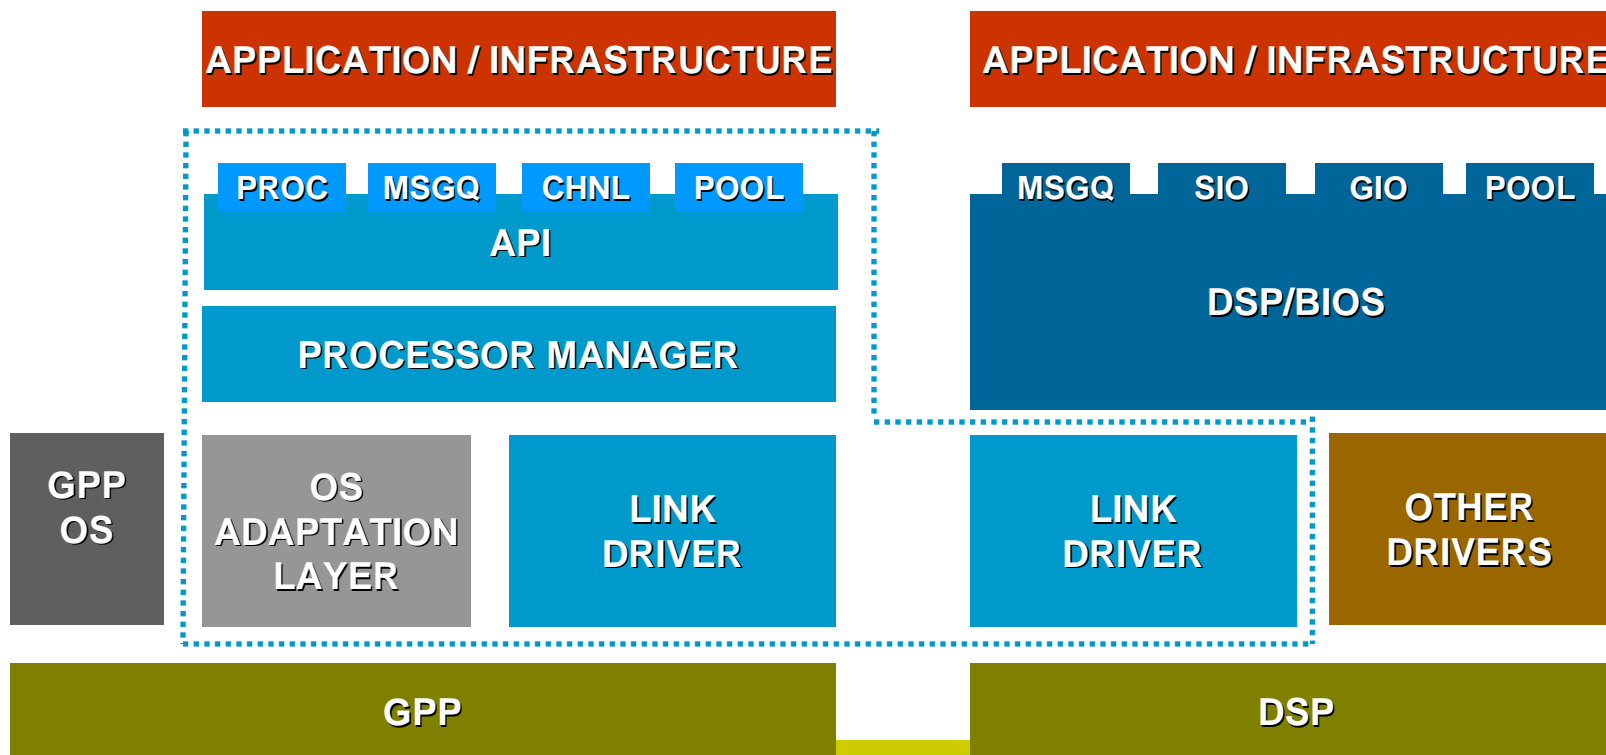 APPLICATION / INFRASTRUCTURE
APPLICATION / INFRASTRUCTURE
PROC
MSGQ
CHNL
POOL
MSGQ
SIO
GIO
POOL
API
DSP/BIOS
PROCESSOR MANAGER
GPP
OS
OS
ADAPTATION
LAYER
LINK
DRIVER
LINK
DRIVER
OTHER
DRIVERS
GPP
DSP